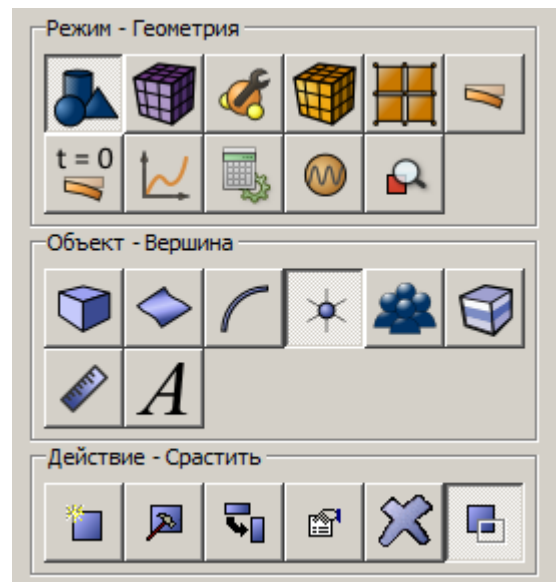 Режим - Геометрия
t = 0
Объект - Вершина
A
Действие - Срастить